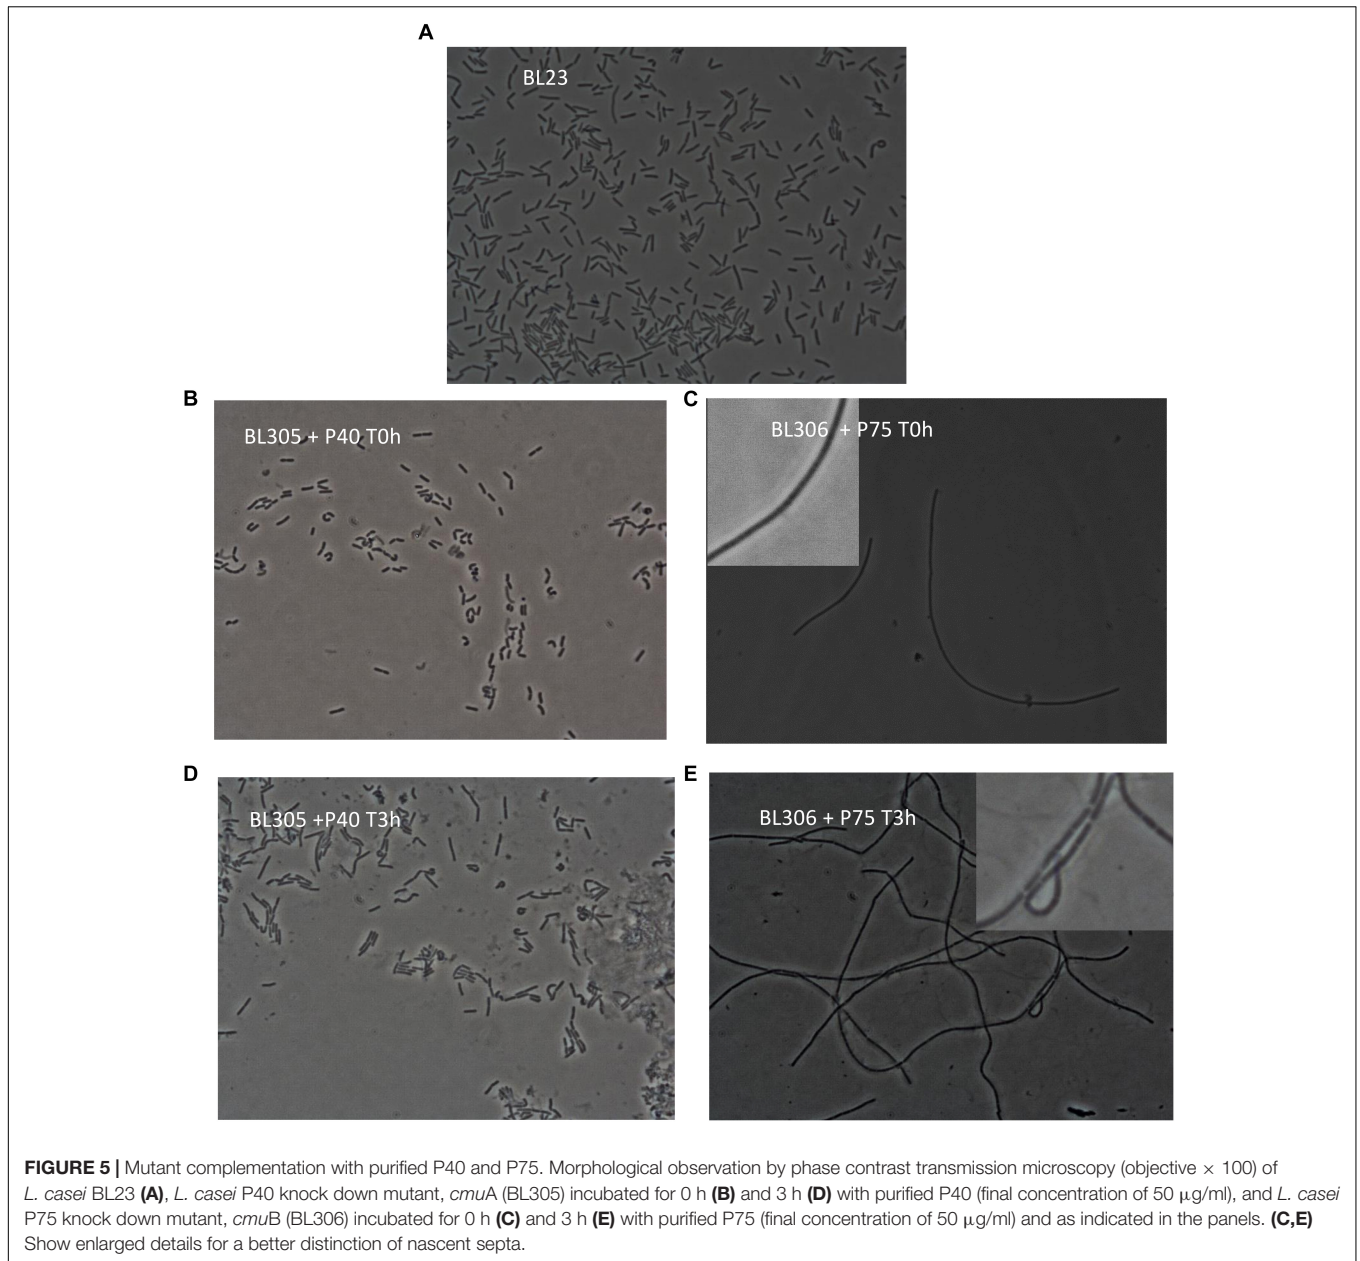 A
BL23
B
BL305 + P40 T0h
C
BL306 + P75 T0h
D
BL305 +P40 T3h
E
BL306 + P75 T3h
FIGURE 5 | Mutant complementation with purified P40 and P75. Morphological observation by phase contrast transmission microscopy (objective × 100) of
L. casei BL23 (A), L. casei P40 knock down mutant, cmuA (BL305) incubated for 0 h (B) and 3 h (D) with purified P40 (final concentration of 50 μg/ml), and L. casei
P75 knock down mutant, cmuB (BL306) incubated for 0 h (C) and 3 h (E) with purified P75 (final concentration of 50 μg/ml) and as indicated in the panels. (C,E)
Show enlarged details for a better distinction of nascent septa.